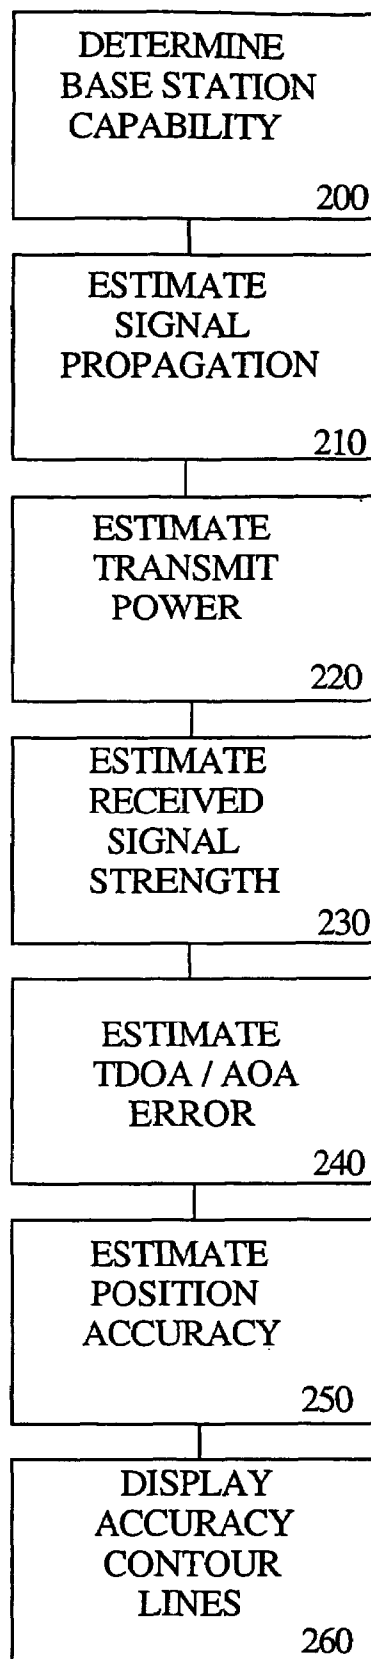 DETERMINE
BASE STATION
CAPABILITY
200
ESTIMATE
SIGNAL
PROPAGATION
210
ESTIMATE
TRANSMIT
POWER
220
ESTIMATE
RECEIVED
SIGNAL
STRENGTH
230
ESTIMATE
TDOA / AOA
ERROR
240
ESTIMATE
POSITION
ACCURACY
250
DISPLAY
ACCURACY
CONTOUR
LINES
260